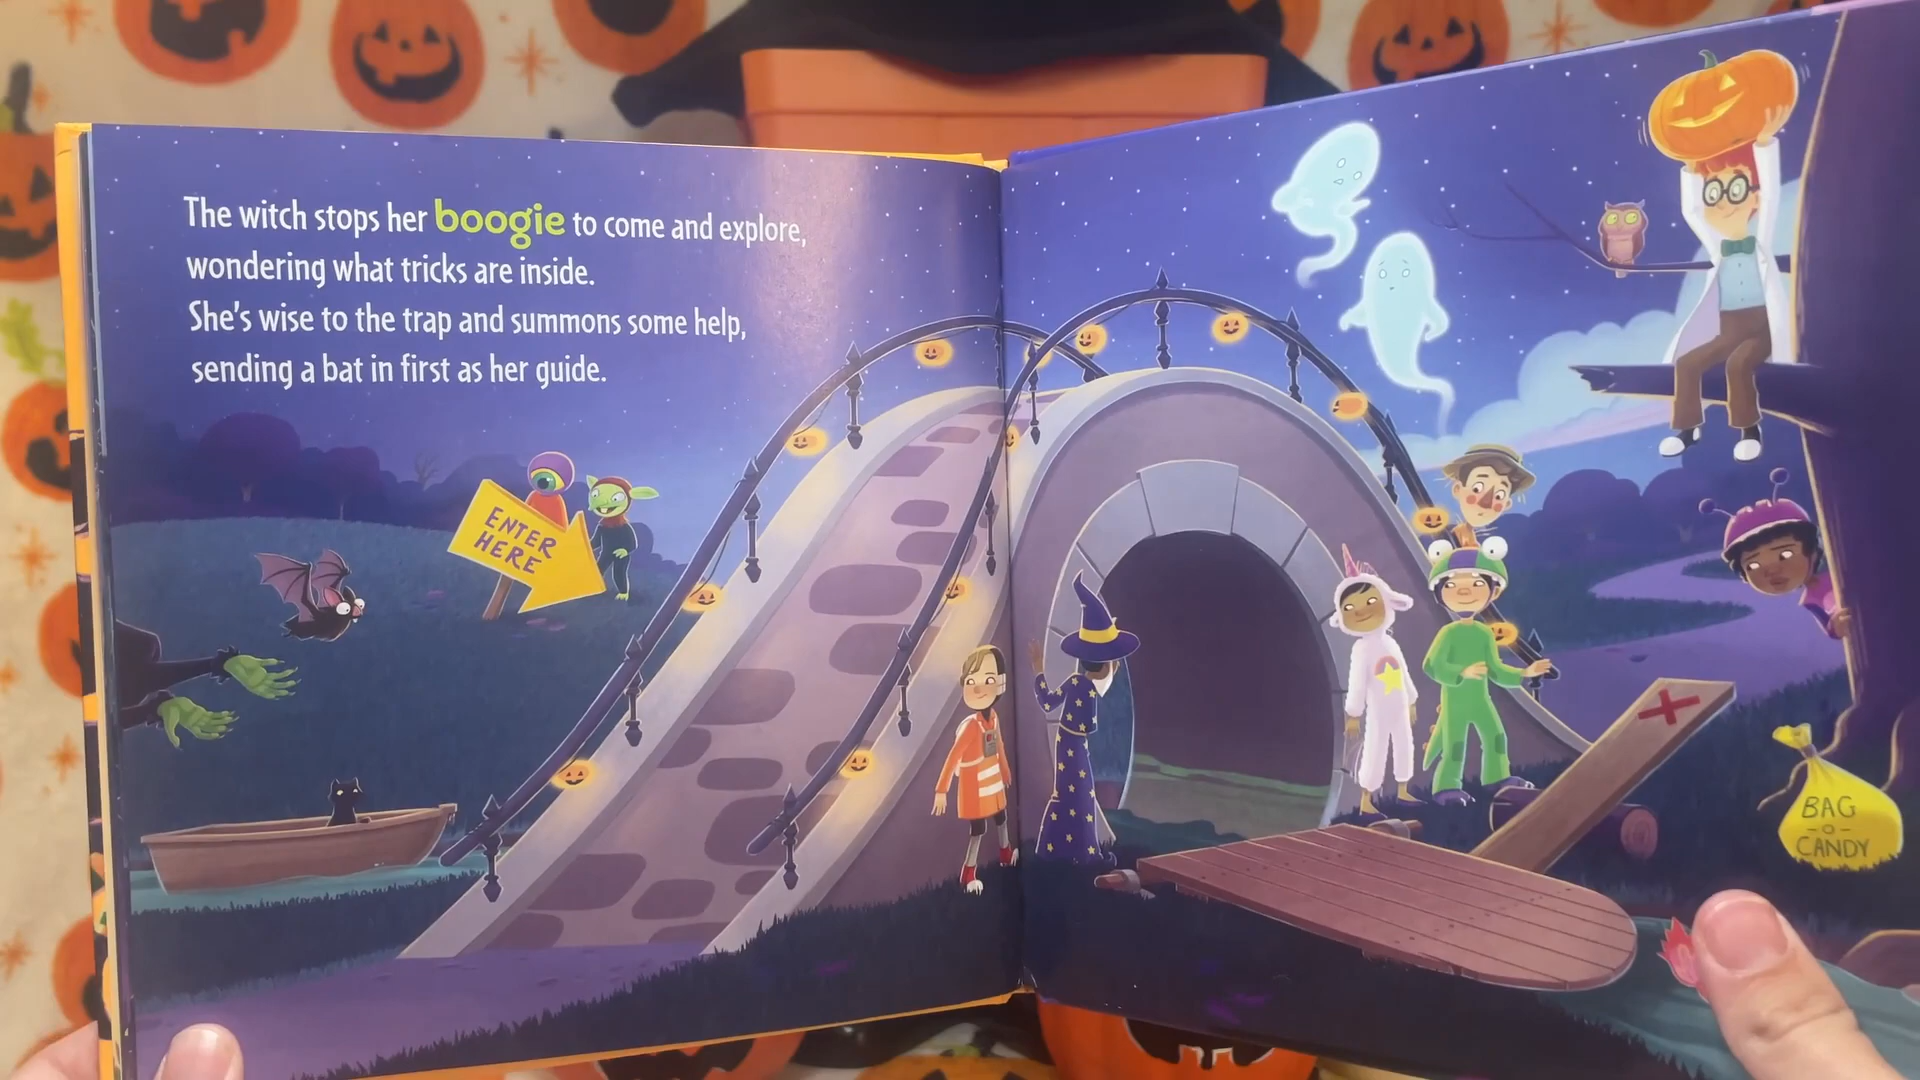 The witch stops her boogie to come and explore,
wondering what tricks are inside.
She's wise to the trap and summons some help,
sending a bat in first as her guide.
ENTER
HERE
BAG
-O-
CANDY